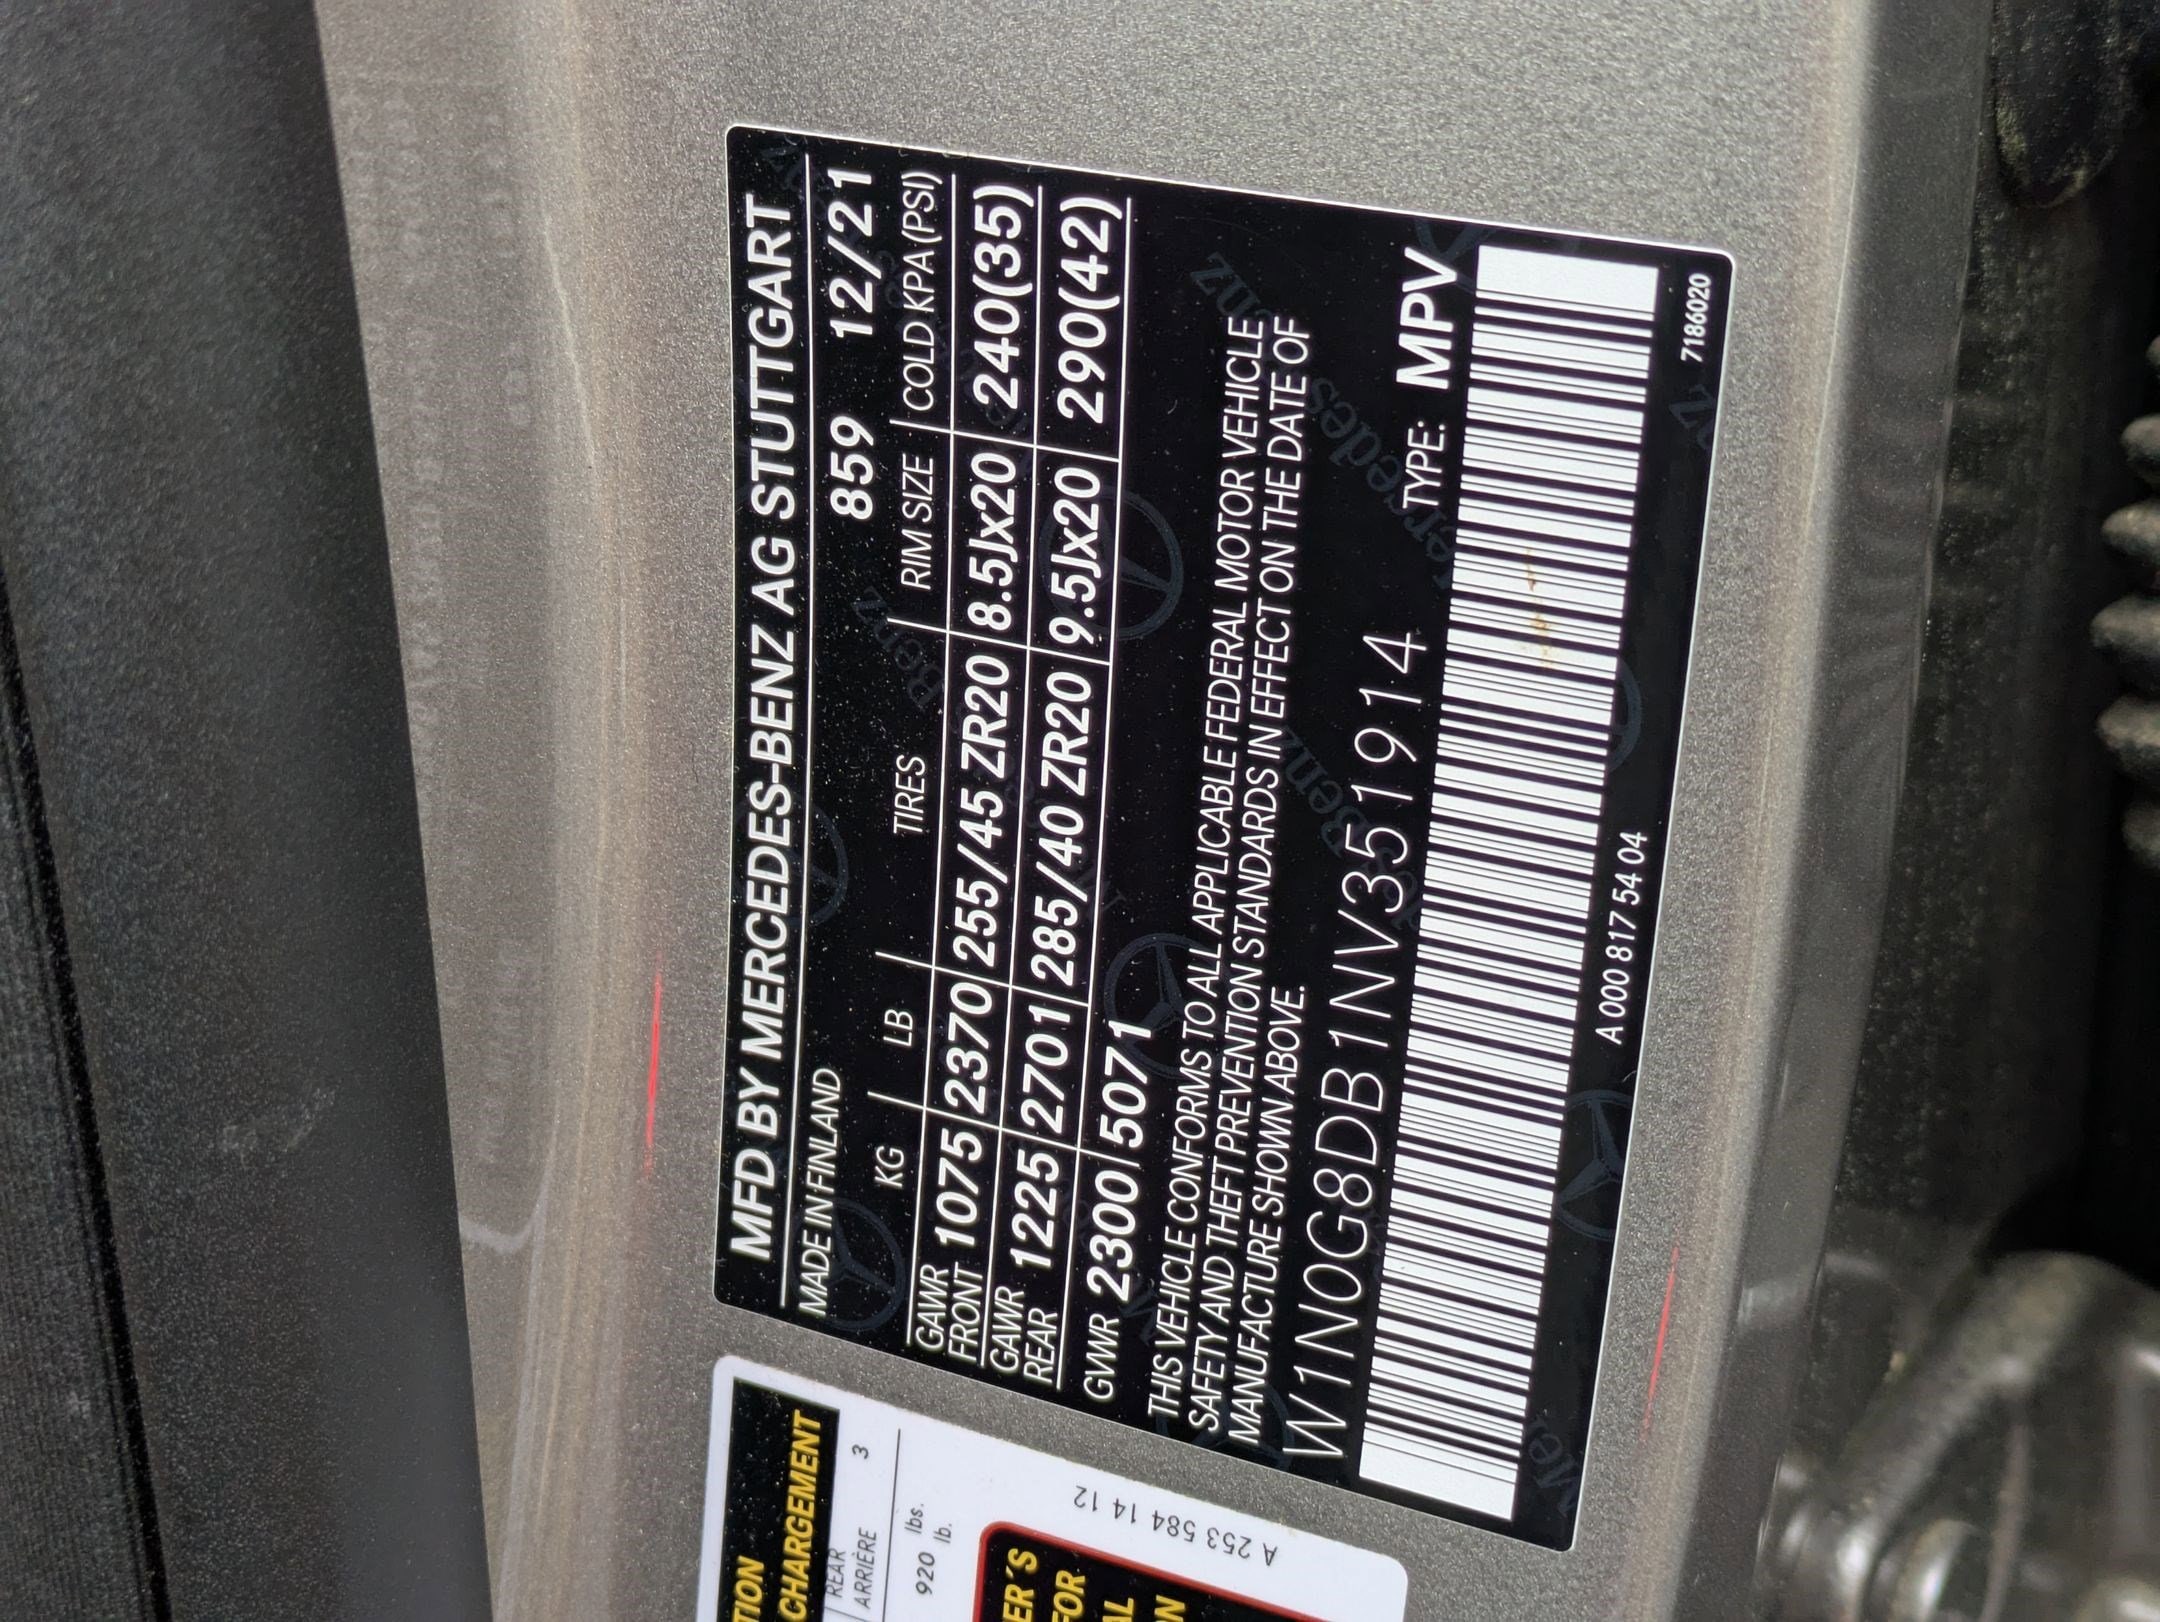 MFD BY MERCEDES-BENZ AG STUTTGART
MADE IN FINLAND 859 12/21
KG LB TIRES RIM SIZE COLD KPA (PSI)
GAWR FRONT 1075 2370 255/45 ZR20 8.5Jx20 240(35)
GAWR REAR 1225 2701 285/40 ZR20 9.5Jx20 290(42)
GVWR 2300 5071
THIS VEHICLE CONFORMS TO ALL APPLICABLE FEDERAL MOTOR VEHICLE
SAFETY AND THEFT PREVENTION STANDARDS IN EFFECT ON THE DATE OF
MANUFACTURE SHOWN ABOVE.
TYPE: MPV
W1N0G8DB1NV351914
A 000 817 54 04
7186020
CHARGEMENT
REAR
ARRIÈRE 3
920 lbs.
lb.
A 253 584 14 12